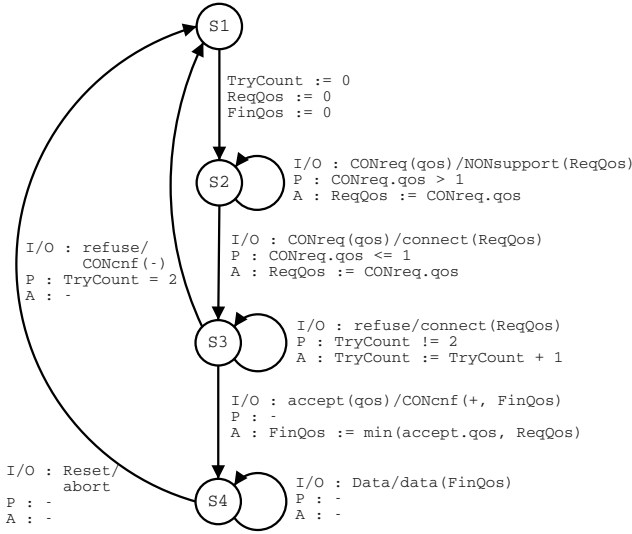 S1
TryCount := 0
ReqQos := 0
FinQos := 0
S2
I/O : CONreq(qos)/NONsupport(ReqQos)
P : CONreq.qos > 1
A : ReqQos := CONreq.qos
I/O : CONreq(qos)/connect(ReqQos)
P : CONreq.qos <= 1
A : ReqQos := CONreq.qos
I/O : refuse/
CONcnf(-)
P : TryCount = 2
A : -
S3
I/O : refuse/connect(ReqQos)
P : TryCount != 2
A : TryCount := TryCount + 1
I/O : accept(qos)/CONcnf(+, FinQos)
P : -
A : FinQos := min(accept.qos, ReqQos)
I/O : Reset/
abort
P : -
A : -
S4
I/O : Data/data(FinQos)
P : -
A : -